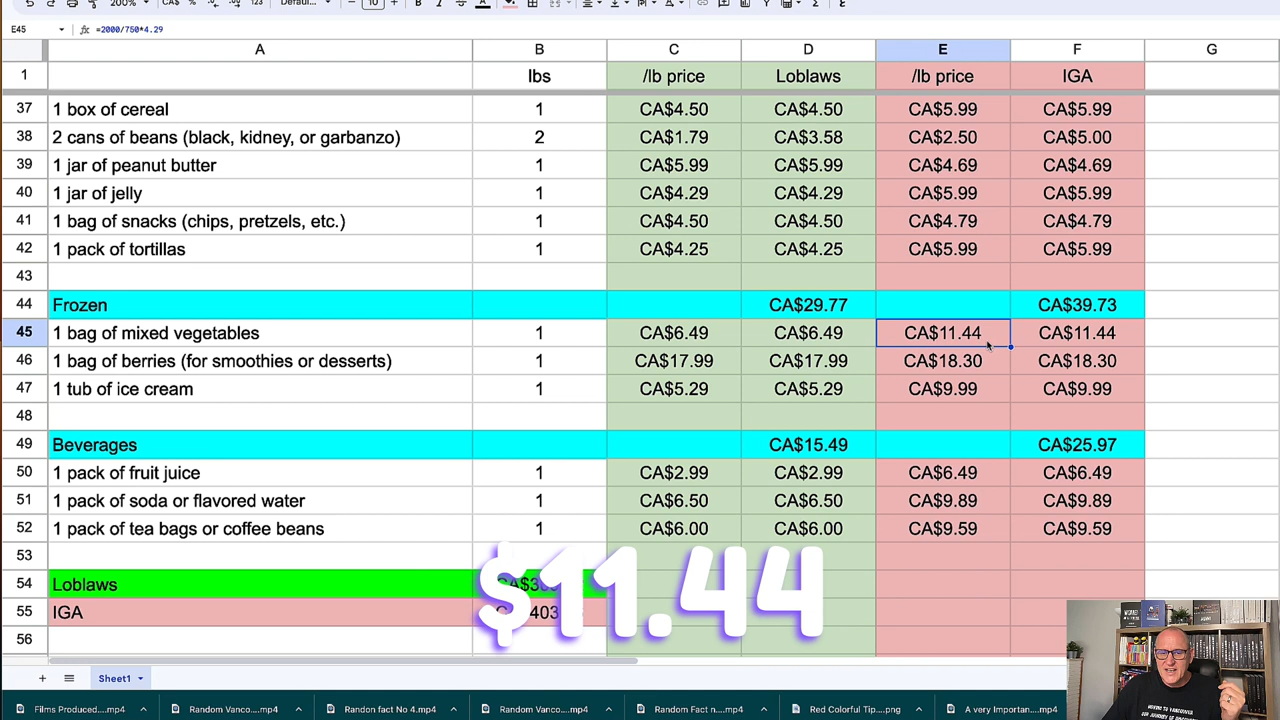 200% CA$ % .0 .00 123 Defaul... 10 B I S A
E45 fx =2000/750*4.29
A B C D E F G
1 lbs /lb price Loblaws /lb price IGA
37 1 box of cereal 1 CA$4.50 CA$4.50 CA$5.99 CA$5.99
38 2 cans of beans (black, kidney, or garbanzo) 2 CA$1.79 CA$3.58 CA$2.50 CA$5.00
39 1 jar of peanut butter 1 CA$5.99 CA$5.99 CA$4.69 CA$4.69
40 1 jar of jelly 1 CA$4.29 CA$4.29 CA$5.99 CA$5.99
41 1 bag of snacks (chips, pretzels, etc.) 1 CA$4.50 CA$4.50 CA$4.79 CA$4.79
42 1 pack of tortillas 1 CA$4.25 CA$4.25 CA$5.99 CA$5.99
43
44 Frozen CA$29.77 CA$39.73
45 1 bag of mixed vegetables 1 CA$6.49 CA$6.49 CA$11.44 CA$11.44
46 1 bag of berries (for smoothies or desserts) 1 CA$17.99 CA$17.99 CA$18.30 CA$18.30
47 1 tub of ice cream 1 CA$5.29 CA$5.29 CA$9.99 CA$9.99
48
49 Beverages CA$15.49 CA$25.97
50 1 pack of fruit juice 1 CA$2.99 CA$2.99 CA$6.49 CA$6.49
51 1 pack of soda or flavored water 1 CA$6.50 CA$6.50 CA$9.89 CA$9.89
52 1 pack of tea bags or coffee beans 1 CA$6.00 CA$6.00 CA$9.59 CA$9.59
53
54 Loblaws
55 IGA
56
$11.44
Sheet1
Films Produced....mp4 Random Vanco....mp4 Randon fact No 4.mp4 Random Vanco....mp4 Random Fact n....mp4 Red Colorful Tip....png A very Important...mp4